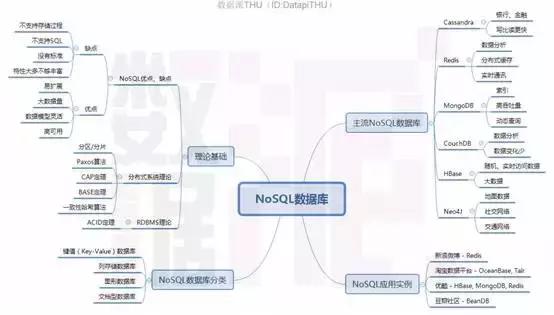 数据派THU (ID:DatapiTHU)
NoSQL数据库
理论基础
NoSQL优点、缺点
缺点
不支持存储过程
不支持SQL
没有标准
特性大多不够丰富
优点
易扩展
大数据量
数据模型灵活
高可用
分布式系统理论
分区/分片
Paxos算法
CAP定理
BASE定理
一致性哈希算法
RDBMS理论
ACID定理
NoSQL数据库分类
键值（Key-Value）数据库
列存储数据库
图形数据库
文档型数据库
主流NoSQL数据库
Cassandra
银行、金融
写比读更快
Redis
数据分析
分布式缓存
实时通讯
MongoDB
索引
高吞吐量
动态查询
CouchDB
数据分析
数据变化少
HBase
随机、实时访问数据
大数据
Neo4J
地图数据
社交网络
交通网络
NoSQL应用实例
新浪微博 - Redis
淘宝数据平台 - OceanBase, Tair
优酷 - HBase, MongoDB, Redis
豆瓣社区 - BeanDB
数据派